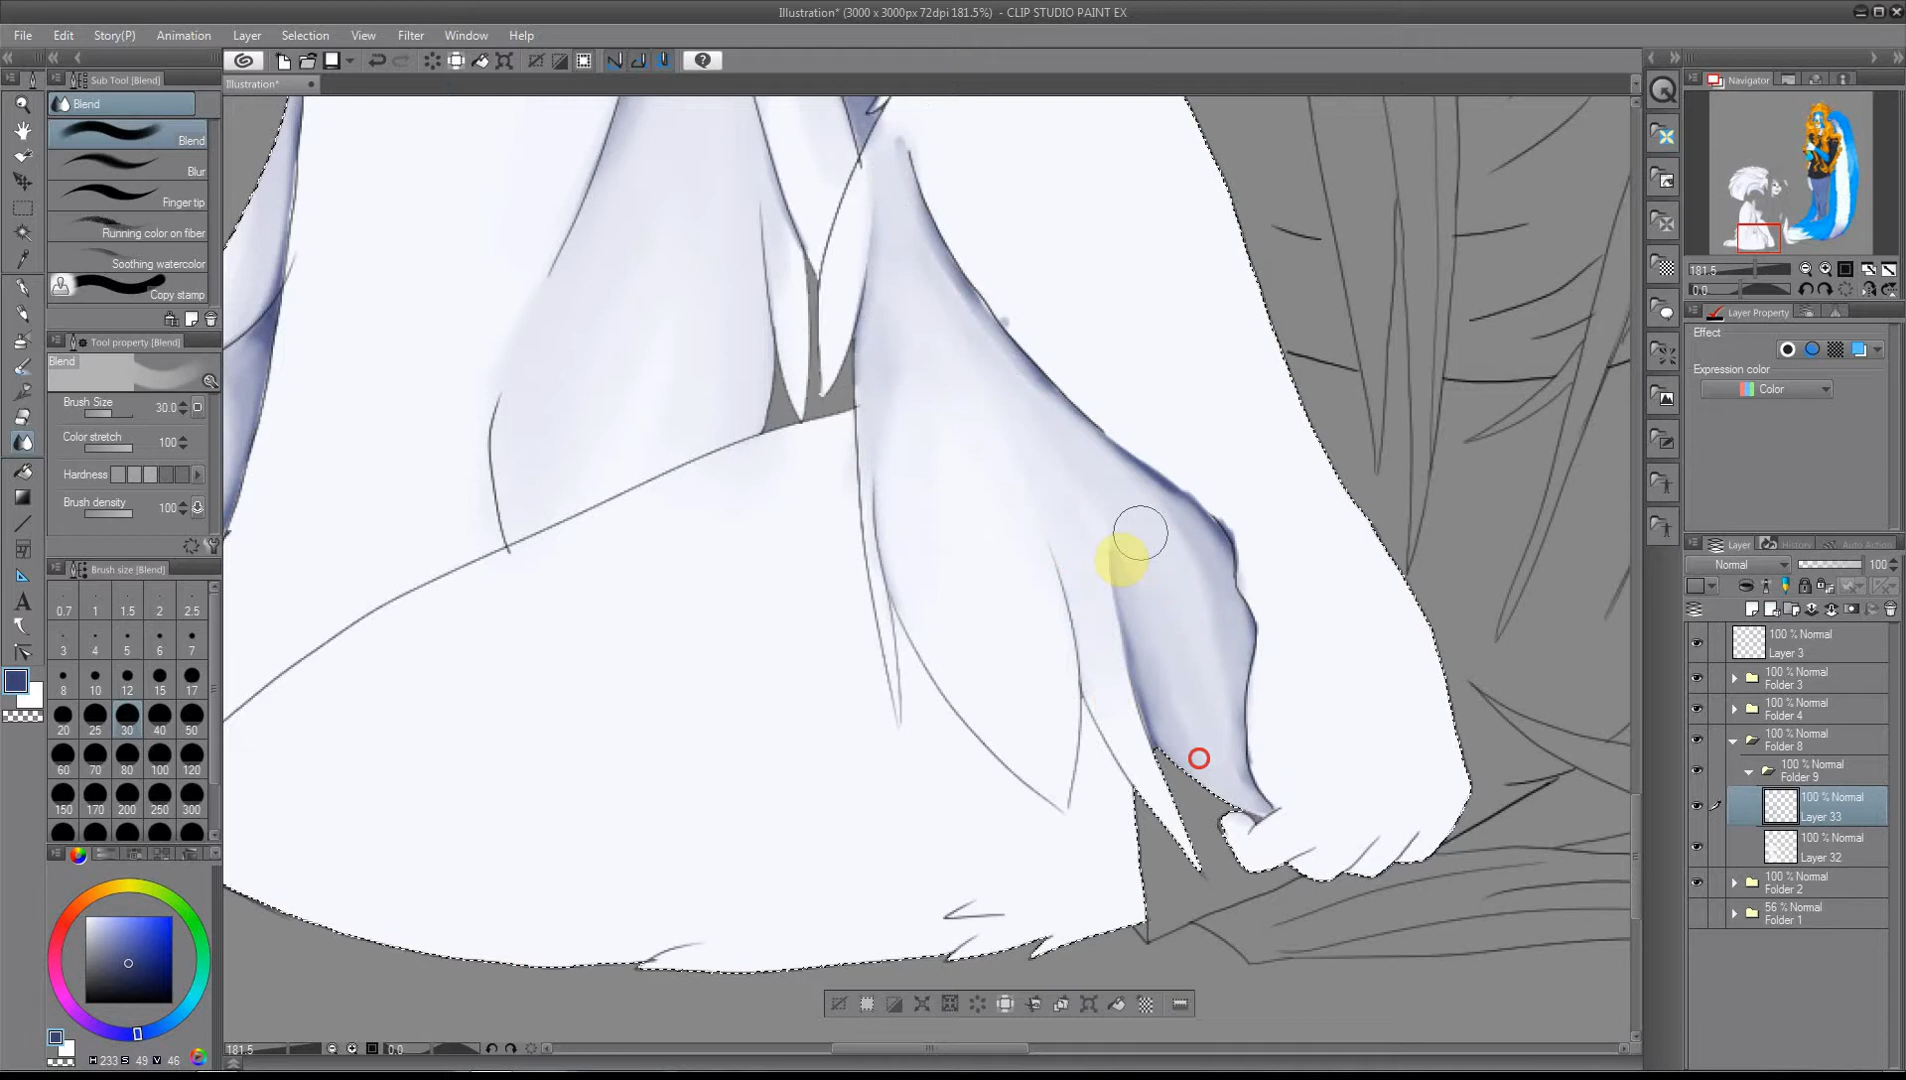 Illustration* (3000 x 3000px 72dpi 181.5%) - CLIP STUDIO PAINT EX
File Edit Story(P) Animation Layer Selection View Filter Window Help
Sub Tool [Blend]
Illustration*
Navigator
Blend
Blend
Blur
Finger tip
Running color on fiber
Soothing watercolor
Copy stamp
181.5
0.0
Layer Property
Tool property [Blend]
Blend
Effect
Expression color
Color
Brush Size 30.0
Color stretch 100
Hardness
Brush density 100
Layer History Auto Action
Normal 100
Brush size [Blend]
0.7 1 1.5 2 2.5
3 4 5 6 7
8 10 12 15 17
20 25 30 40 50
60 70 80 100 120
150 170 200 250 300
100 % Normal
Layer 3
100 % Normal
Folder 3
100 % Normal
Folder 4
100 % Normal
Folder 8
100 % Normal
Folder 9
100 % Normal
Layer 33
100 % Normal
Layer 32
100 % Normal
Folder 2
56 % Normal
Folder 1
181.5 0.0
H 233 S 49 V 46